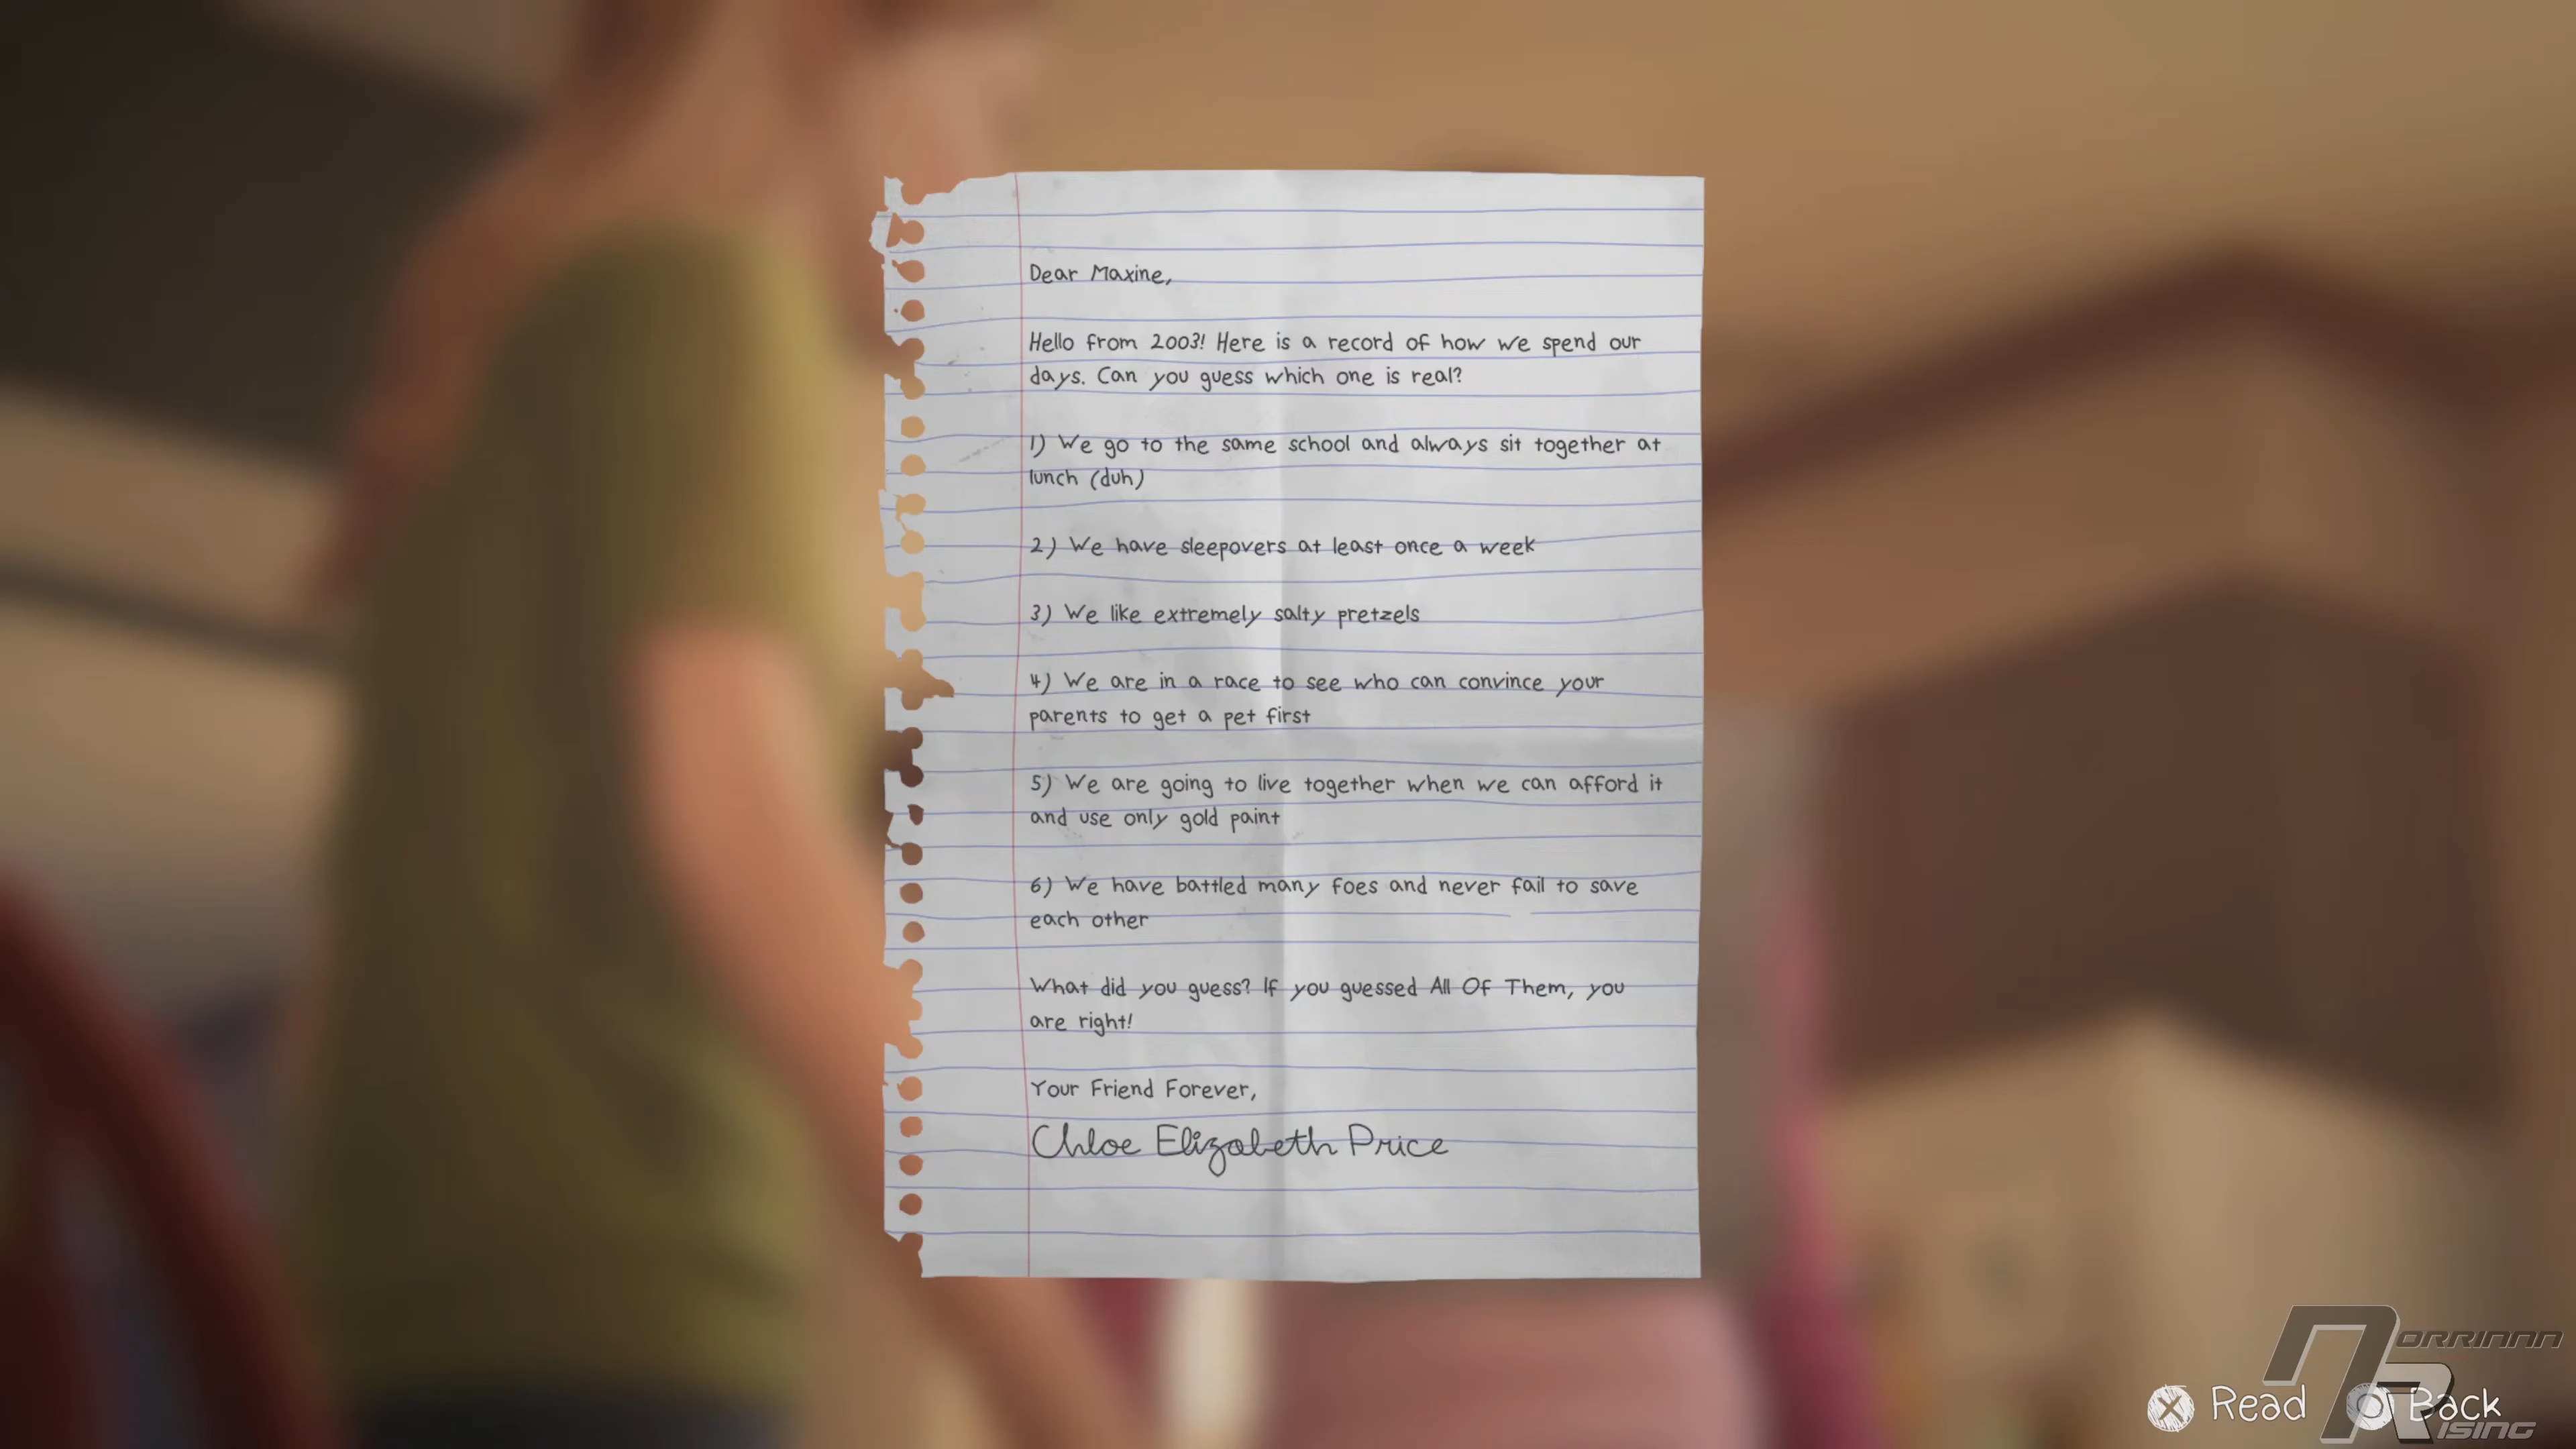 Dear Maxine,
Hello from 2003! Here is a record of how we spend our
days. Can you guess which one is real?
1) We go to the same school and always sit together at
lunch (duh)
2) We have sleepovers at least once a week
3) We like extremely salty pretzels
4) We are in a race to see who can convince your
parents to get a pet first
5) We are going to live together when we can afford it
and use only gold paint
6) We have battled many foes and never fail to save
each other
What did you guess? If you guessed All Of Them, you
are right!
Your Friend Forever,
Chloe Elizabeth Price
NORRINNN
Read Back
RISING